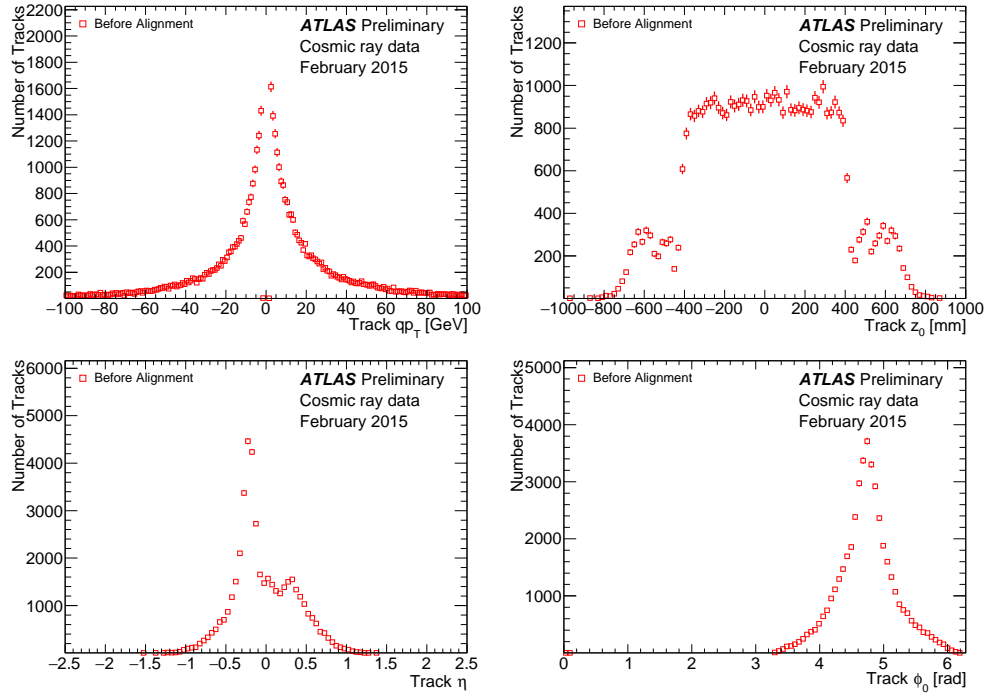 Number of Tracks
2200
2000
1800
1600
1400
1200
1000
800
600
400
200
Before Alignment
ATLAS Preliminary
Cosmic ray data
February 2015
−100 −80 −60 −40 −20 0 20 40 60 80 100
Track qp_T [GeV]
Number of Tracks
1200
1000
800
600
400
200
Before Alignment
ATLAS Preliminary
Cosmic ray data
February 2015
−1000 −800 −600 −400 −200 0 200 400 600 800 1000
Track z_0 [mm]
Number of Tracks
6000
5000
4000
3000
2000
1000
Before Alignment
ATLAS Preliminary
Cosmic ray data
February 2015
−2.5 −2 −1.5 −1 −0.5 0 0.5 1 1.5 2 2.5
Track η
Number of Tracks
5000
4000
3000
2000
1000
Before Alignment
ATLAS Preliminary
Cosmic ray data
February 2015
0 1 2 3 4 5 6
Track ϕ_0 [rad]